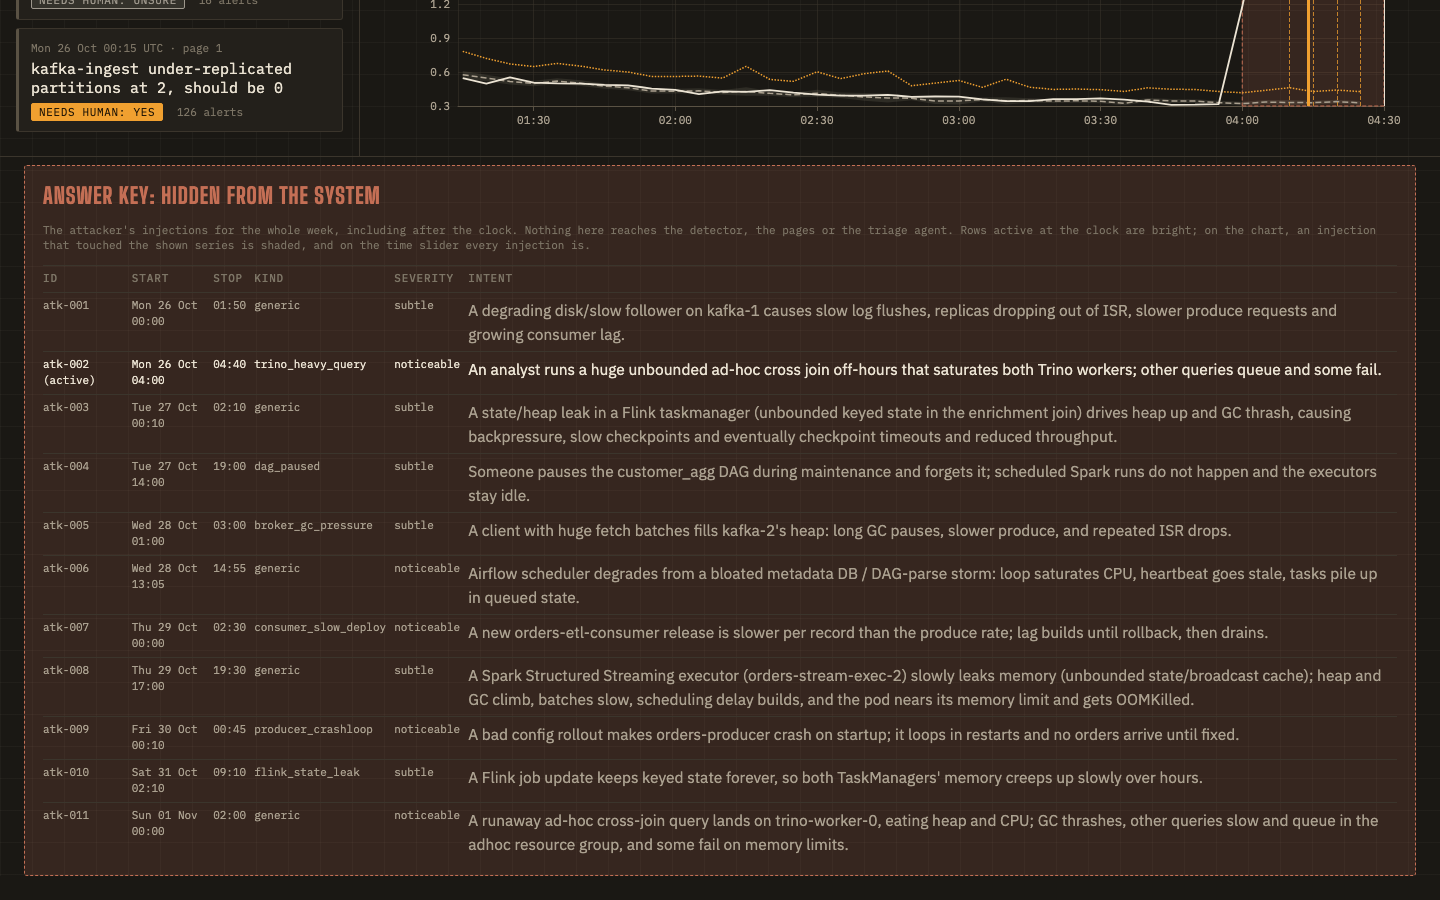 NEEDS HUMAN: UNSURE 16 alerts
Mon 26 Oct 00:15 UTC · page 1
kafka-ingest under-replicated
partitions at 2, should be 0
NEEDS HUMAN: YES 126 alerts
1.2
0.9
0.6
0.3
01:30 02:00 02:30 03:00 03:30 04:00 04:30
ANSWER KEY: HIDDEN FROM THE SYSTEM
The attacker's injections for the whole week, including after the clock. Nothing here reaches the detector, the pages or the triage agent. Rows active at the clock are bright; on the chart, an injection
that touched the shown series is shaded, and on the time slider every injection is.
ID START STOP KIND SEVERITY INTENT
atk-001 Mon 26 Oct 01:50 generic subtle A degrading disk/slow follower on kafka-1 causes slow log flushes, replicas dropping out of ISR, slower produce requests and
00:00 growing consumer lag.
atk-002 Mon 26 Oct 04:40 trino_heavy_query noticeable An analyst runs a huge unbounded ad-hoc cross join off-hours that saturates both Trino workers; other queries queue and some fail.
(active) 04:00
atk-003 Tue 27 Oct 02:10 generic subtle A state/heap leak in a Flink taskmanager (unbounded keyed state in the enrichment join) drives heap up and GC thrash, causing
00:10 backpressure, slow checkpoints and eventually checkpoint timeouts and reduced throughput.
atk-004 Tue 27 Oct 19:00 dag_paused subtle Someone pauses the customer_agg DAG during maintenance and forgets it; scheduled Spark runs do not happen and the executors
14:00 stay idle.
atk-005 Wed 28 Oct 03:00 broker_gc_pressure subtle A client with huge fetch batches fills kafka-2's heap: long GC pauses, slower produce, and repeated ISR drops.
01:00
atk-006 Wed 28 Oct 14:55 generic noticeable Airflow scheduler degrades from a bloated metadata DB / DAG-parse storm: loop saturates CPU, heartbeat goes stale, tasks pile up
13:05 in queued state.
atk-007 Thu 29 Oct 02:30 consumer_slow_deploy noticeable A new orders-etl-consumer release is slower per record than the produce rate; lag builds until rollback, then drains.
00:00
atk-008 Thu 29 Oct 19:30 generic subtle A Spark Structured Streaming executor (orders-stream-exec-2) slowly leaks memory (unbounded state/broadcast cache); heap and
17:00 GC climb, batches slow, scheduling delay builds, and the pod nears its memory limit and gets OOMKilled.
atk-009 Fri 30 Oct 00:45 producer_crashloop noticeable A bad config rollout makes orders-producer crash on startup; it loops in restarts and no orders arrive until fixed.
00:10
atk-010 Sat 31 Oct 09:10 flink_state_leak subtle A Flink job update keeps keyed state forever, so both TaskManagers' memory creeps up slowly over hours.
02:10
atk-011 Sun 01 Nov 02:00 generic noticeable A runaway ad-hoc cross-join query lands on trino-worker-0, eating heap and CPU; GC thrashes, other queries slow and queue in the
00:00 adhoc resource group, and some fail on memory limits.